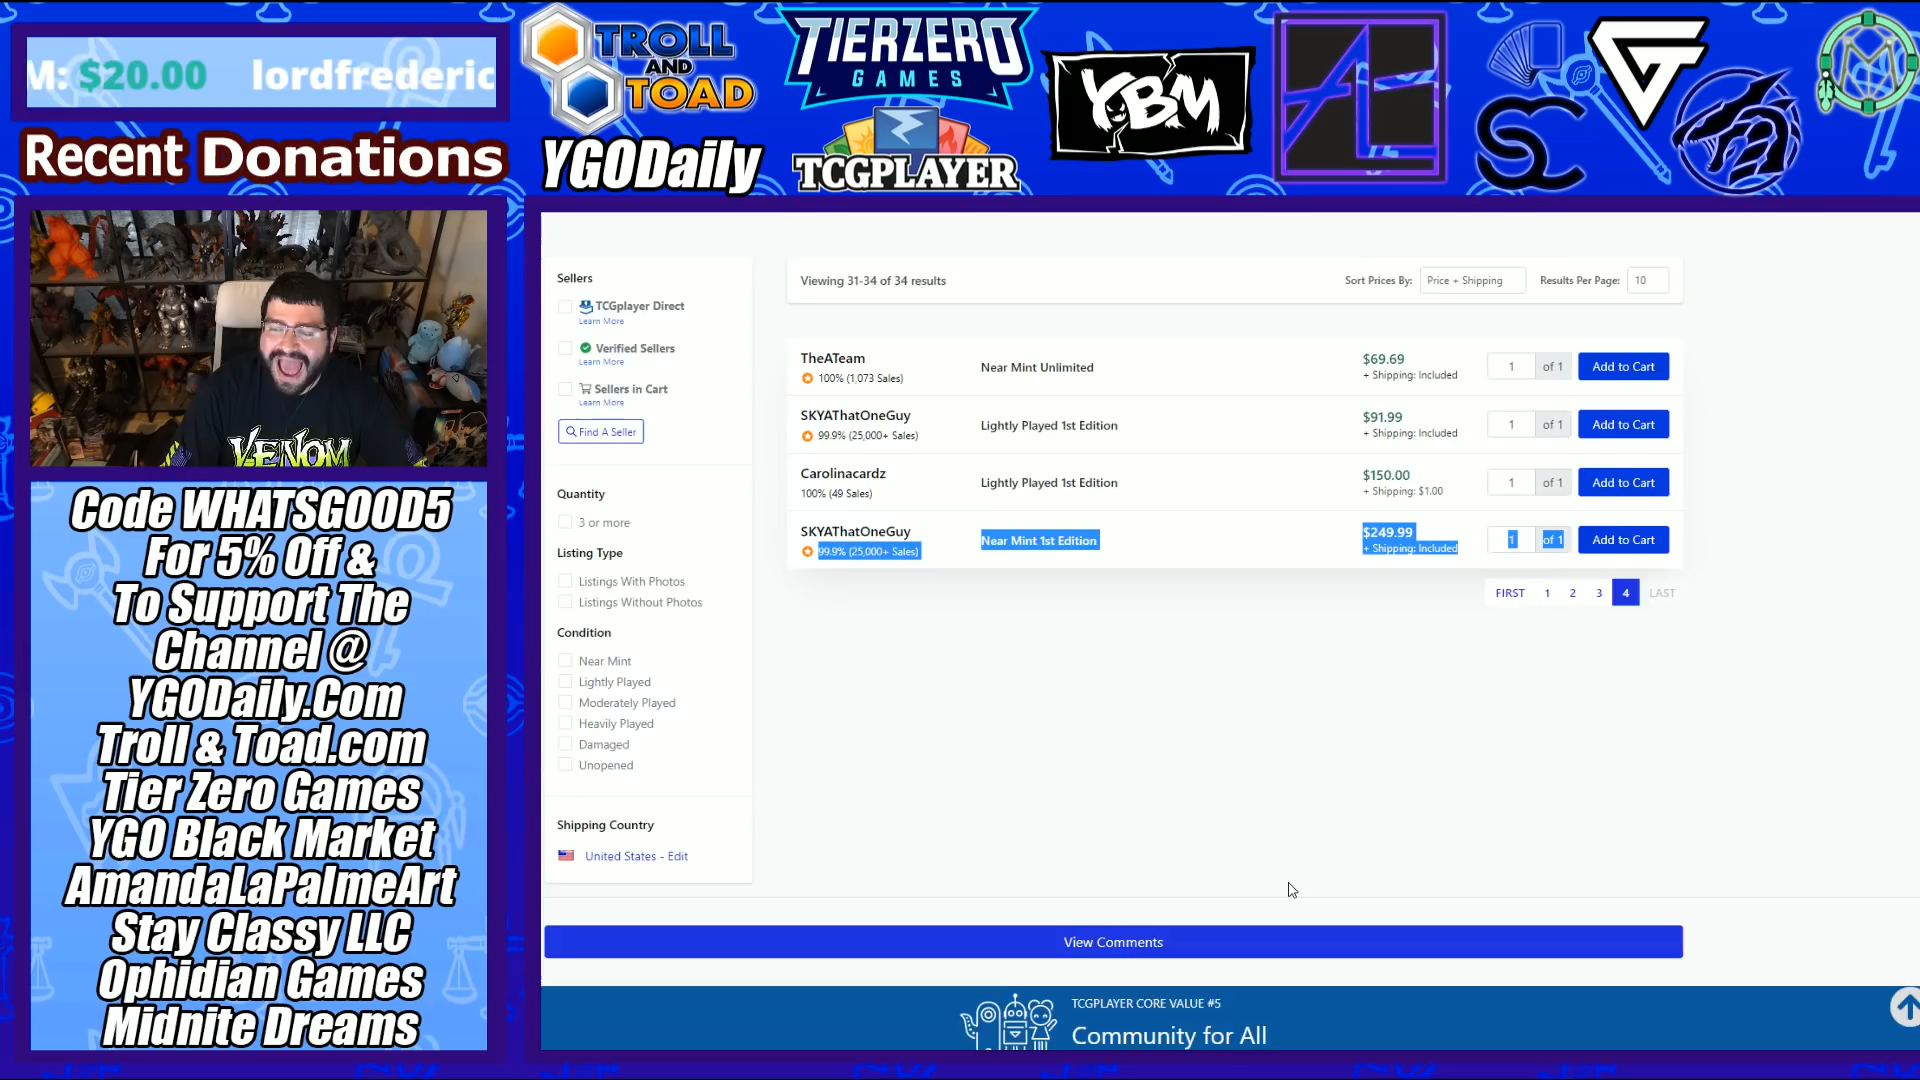 M: $20.00 lordfrederic
Recent Donations
TROLL
AND
TOAD
YGODaily
TIERZERO
GAMES
TCGPLAYER
YBM
VENOM
Code WHATSGOOD5
For 5% Off &
To Support The
Channel @
YGODaily.Com
Troll & Toad.com
Tier Zero Games
YGO Black Market
AmandaLaPalmeArt
Stay Classy LLC
Ophidian Games
Midnite Dreams
Sellers
TCGplayer Direct
Learn More
Verified Sellers
Learn More
Sellers in Cart
Learn More
Find A Seller
Quantity
3 or more
Listing Type
Listings With Photos
Listings Without Photos
Condition
Near Mint
Lightly Played
Moderately Played
Heavily Played
Damaged
Unopened
Shipping Country
United States - Edit
Viewing 31-34 of 34 results
Sort Prices By: Price + Shipping Results Per Page: 10
TheATeam
100% (1,073 Sales)
Near Mint Unlimited
$69.69
+ Shipping: Included
1 of 1 Add to Cart
SKYAThatOneGuy
99.9% (25,000+ Sales)
Lightly Played 1st Edition
$91.99
+ Shipping: Included
1 of 1 Add to Cart
Carolinacardz
100% (49 Sales)
Lightly Played 1st Edition
$150.00
+ Shipping: $1.00
1 of 1 Add to Cart
SKYAThatOneGuy
99.9% (25,000+ Sales)
Near Mint 1st Edition
$249.99
+ Shipping: Included
1 of 1 Add to Cart
FIRST 1 2 3 4 LAST
View Comments
TCGPLAYER CORE VALUE #5
Community for All